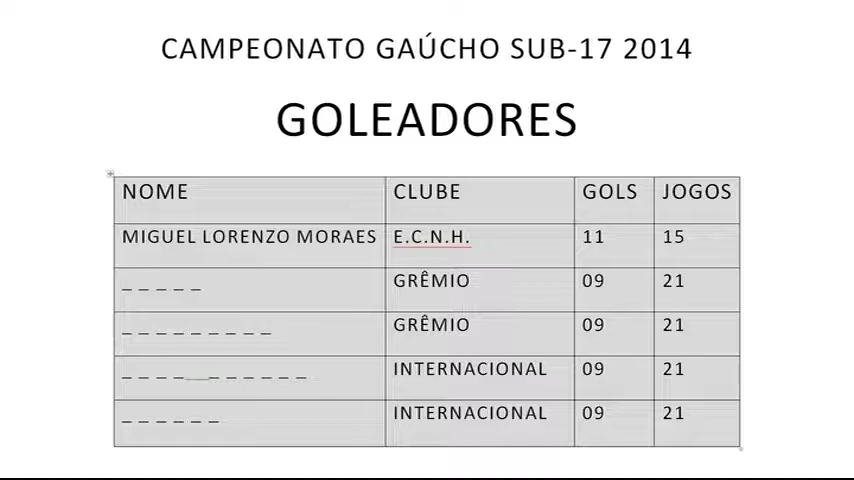 CAMPEONATO GAÚCHO SUB-17 2014
GOLEADORES
NOME CLUBE GOLS JOGOS
MIGUEL LORENZO MORAES E.C.N.H. 11 15
_ _ _ _ _ GRÊMIO 09 21
_ _ _ _ _ _ _ _ _ GRÊMIO 09 21
_ _ _ _ __ _ _ _ _ _ _ INTERNACIONAL 09 21
_ _ _ _ _ _ INTERNACIONAL 09 21